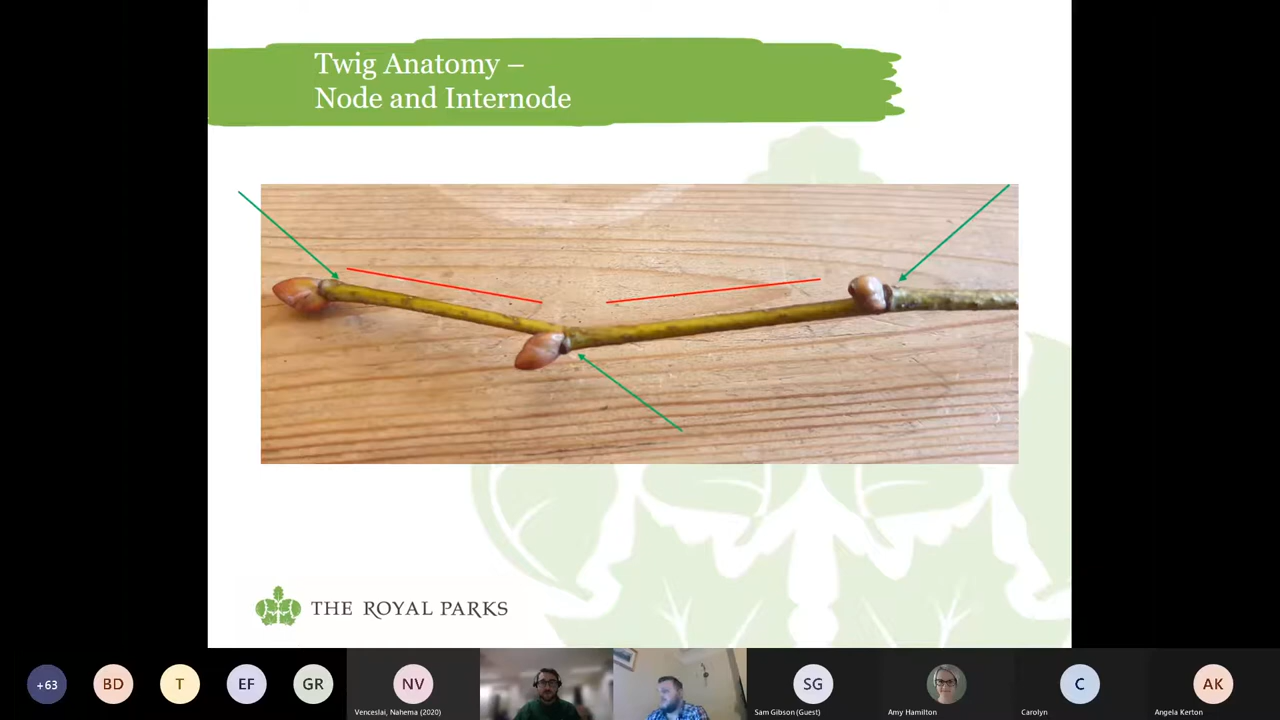 Twig Anatomy –
Node and Internode
THE ROYAL PARKS
+63
BD
T
EF
GR
NV
SG
C
AK
Venceslai, Nahema (2020)
Sam Gibson (Guest)
Amy Hamilton
Carolyn
Angela Kerton